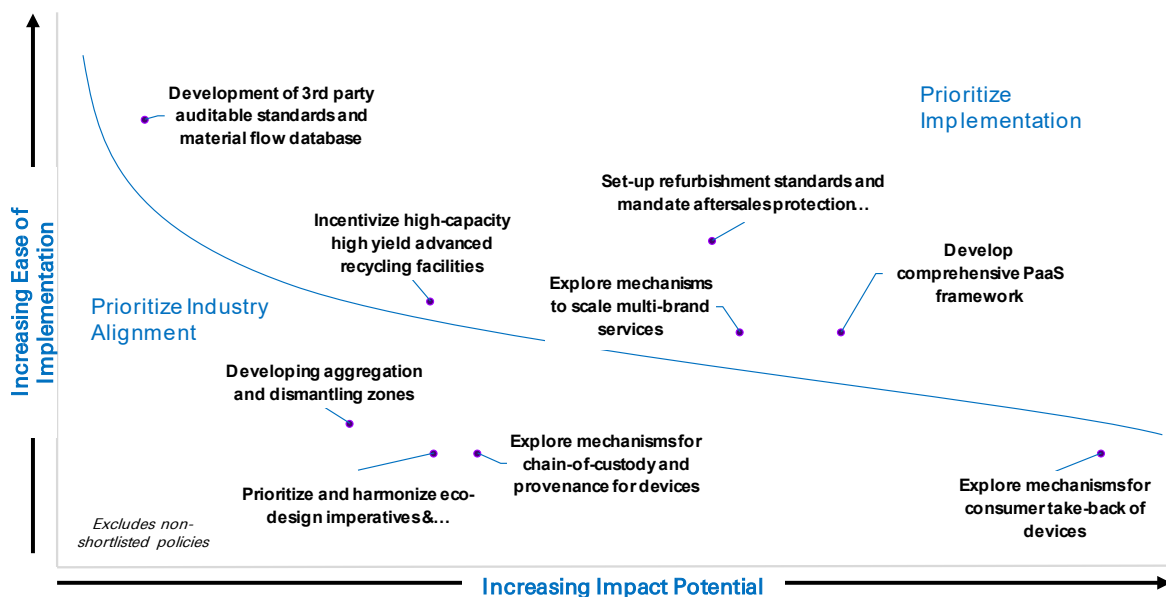 Development of 3rd party
auditable standards and
material flow database
Prioritize
Implementation
Set-up refurbishment standards and
mandate aftersales protection...
Incentivize high-capacity
high yield advanced
recycling facilities
Develop
comprehensive PaaS
framework
Explore mechanisms
to scale multi-brand
services
Prioritize Industry
Alignment
Increasing Ease of
Implementation
Developing aggregation
and dismantling zones
Explore mechanisms for
chain-of-custody and
provenance for devices
Prioritize and harmonize eco-
design imperatives &...
Explore mechanisms for
consumer take-back of
devices
Excludes non-
shortlisted policies
Increasing Impact Potential